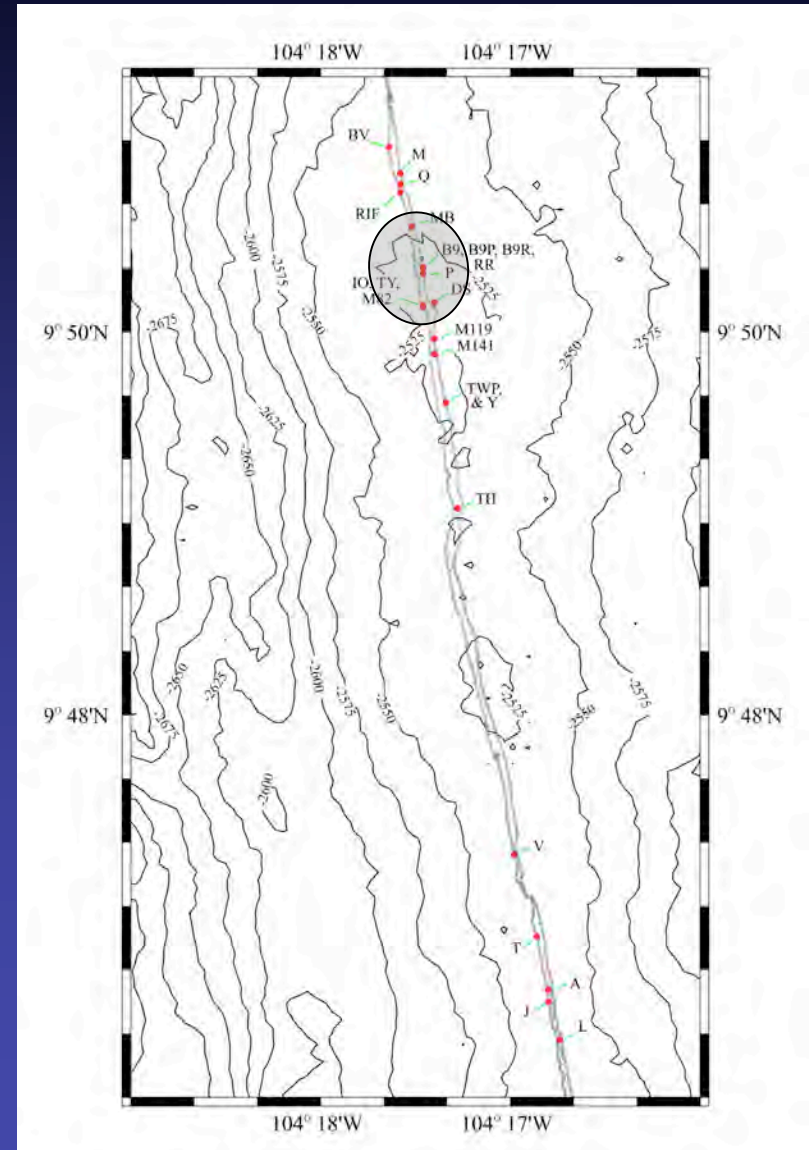 104° 18'W 104° 17'W
BV
M
Q
RIF
MB
B9, B9P, B9R,
RR
P
IO, TY,
M82
DS
-2525
9° 50'N 9° 50'N
M119
M141
-2525
TWP,
& Y
TH
-2600
-2575
-2550
-2675
-2625
-2650
-2550
-2575
-2650
-2625
-2675
-2600
-2575
-2550
-2600
-2575
-2550
-2575
9° 48'N 9° 48'N
V
T
A
J
L
104° 18'W 104° 17'W